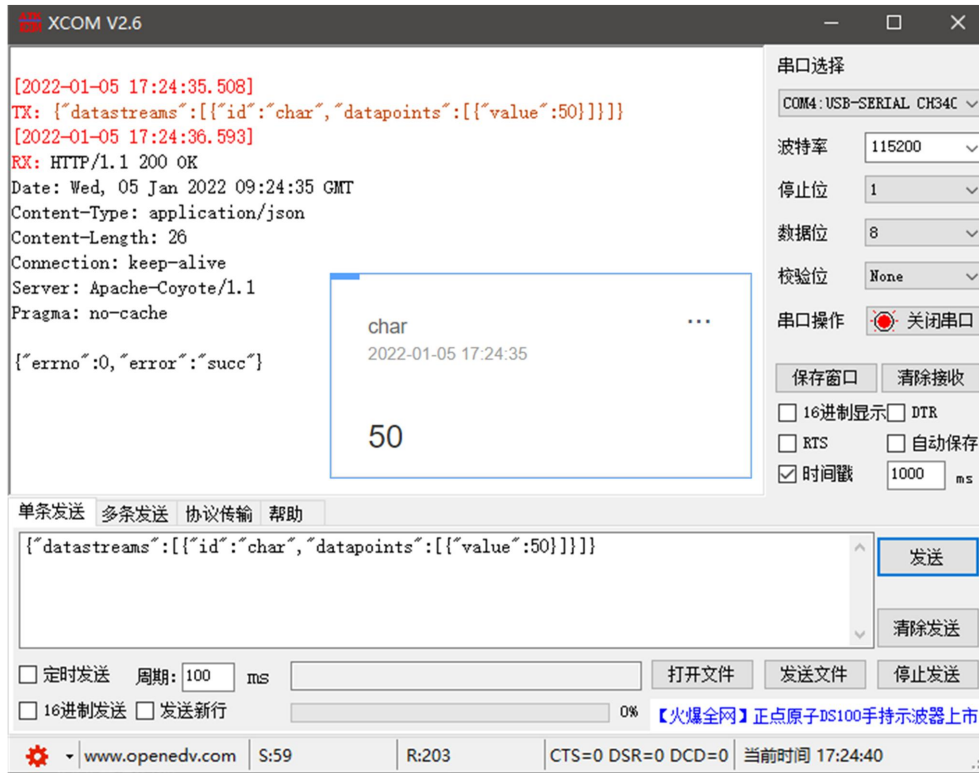 XCOM V2.6
[2022-01-05 17:24:35.508]
TX: {"datastreams":[{"id":"char","datapoints":[{"value":50}]}]}
[2022-01-05 17:24:36.593]
RX: HTTP/1.1 200 OK
Date: Wed, 05 Jan 2022 09:24:35 GMT
Content-Type: application/json
Content-Length: 26
Connection: keep-alive
Server: Apache-Coyote/1.1
Pragma: no-cache
{"errno":0,"error":"succ"}
char
...
2022-01-05 17:24:35
50
串口选择
COM4:USB-SERIAL CH340
波特率 115200
停止位 1
数据位 8
校验位 None
串口操作 关闭串口
保存窗口 清除接收
16进制显示 DTR
RTS 自动保存
时间戳 1000 ms
单条发送 多条发送 协议传输 帮助
{"datastreams":[{"id":"char","datapoints":[{"value":50}]}]}
发送
清除发送
定时发送 周期: 100 ms 打开文件 发送文件 停止发送
16进制发送 发送新行 0% 【火爆全网】正点原子DS100手持示波器上市
www.openedv.com S:59 R:203 CTS=0 DSR=0 DCD=0 当前时间 17:24:40